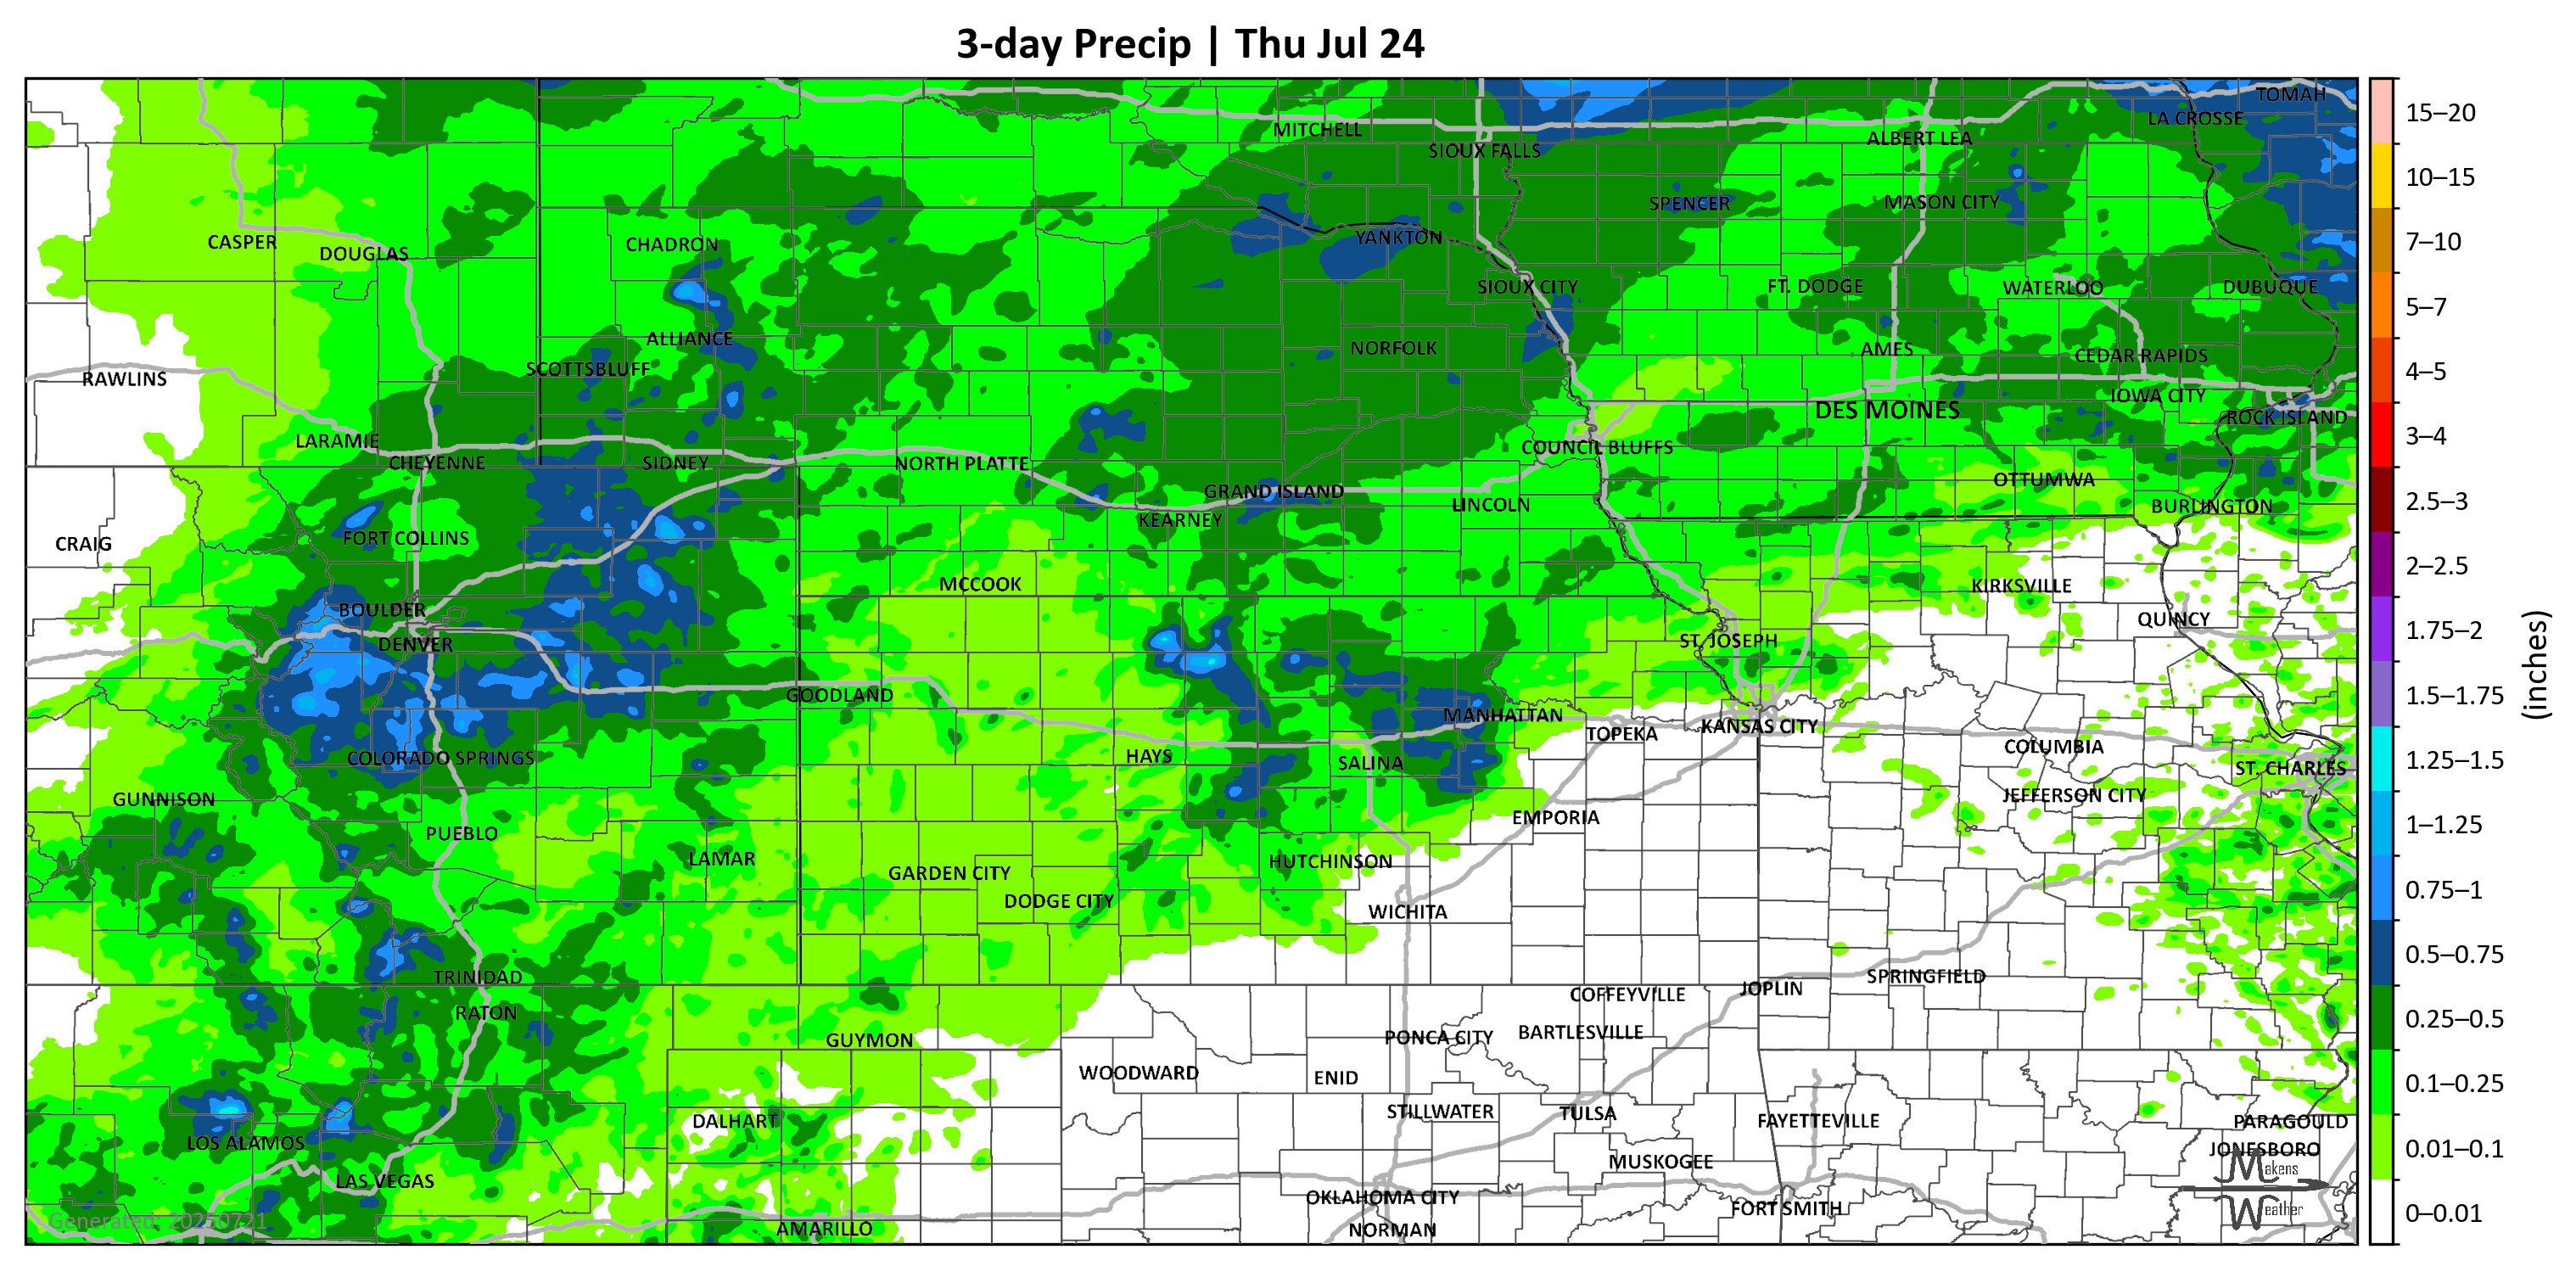 3-day Precip | Thu Jul 24
TOMAH
LA CROSSE
MITCHELL
ALBERT LEA
SIOUX FALLS
SPENCER
MASON CITY
CASPER
DOUGLAS
CHADRON
YANKTON
SIOUX CITY
FT. DODGE
WATERLOO
DUBUQUE
ALLIANCE
NORFOLK
AMES
CEDAR RAPIDS
SCOTTSBLUFF
RAWLINS
IOWA CITY
DES MOINES
ROCK ISLAND
LARAMIE
COUNCIL BLUFFS
CHEYENNE
SIDNEY
NORTH PLATTE
OTTUMWA
GRAND ISLAND
LINCOLN
BURLINGTON
KEARNEY
FORT COLLINS
CRAIG
MCCOOK
KIRKSVILLE
BOULDER
QUINCY
DENVER
ST. JOSEPH
GOODLAND
MANHATTAN
KANSAS CITY
TOPEKA
COLUMBIA
COLORADO SPRINGS
HAYS
SALINA
ST. CHARLES
GUNNISON
JEFFERSON CITY
EMPORIA
PUEBLO
LAMAR
HUTCHINSON
GARDEN CITY
DODGE CITY
WICHITA
TRINIDAD
SPRINGFIELD
JOPLIN
COFFEYVILLE
RATON
BARTLESVILLE
PONCA CITY
GUYMON
WOODWARD
ENID
STILLWATER
TULSA
DALHART
FAYETTEVILLE
PARAGOULD
LOS ALAMOS
JONESBORO
MUSKOGEE
LAS VEGAS
OKLAHOMA CITY
FORT SMITH
AMARILLO
NORMAN
Generated: 20250721
Makens
Weather
15–20
10–15
7–10
5–7
4–5
3–4
2.5–3
2–2.5
1.75–2
1.5–1.75
1.25–1.5
1–1.25
0.75–1
0.5–0.75
0.25–0.5
0.1–0.25
0.01–0.1
0–0.01
(inches)